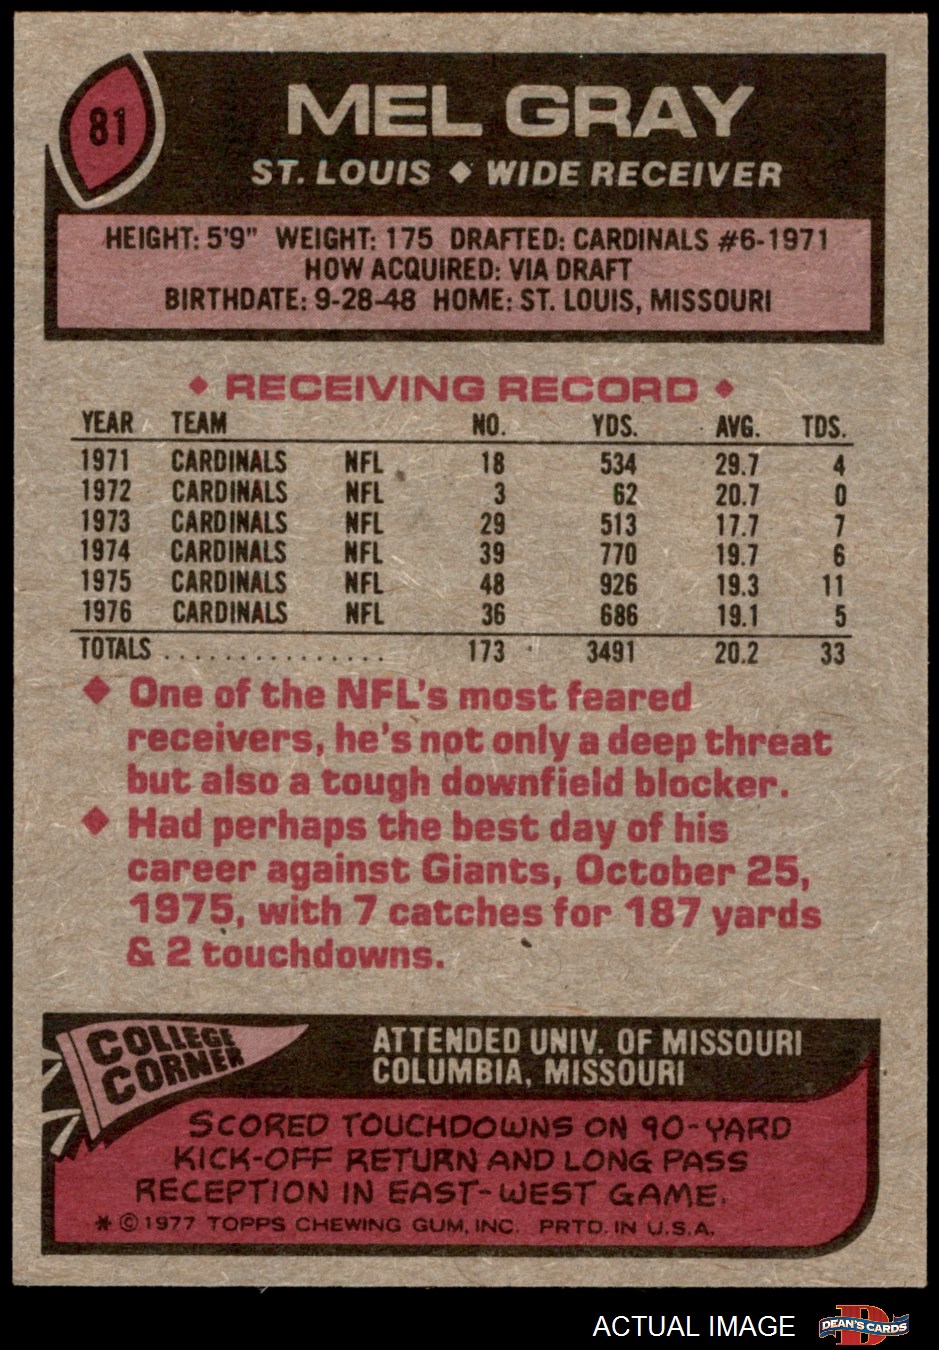 81
MEL GRAY
ST. LOUIS ◆ WIDE RECEIVER
HEIGHT: 5'9" WEIGHT: 175 DRAFTED: CARDINALS #6-1971
HOW ACQUIRED: VIA DRAFT
BIRTHDATE: 9-28-48 HOME: ST. LOUIS, MISSOURI
◆ RECEIVING RECORD ◆
YEAR TEAM NO. YDS. AVG. TDS.
1971 CARDINALS NFL 18 534 29.7 4
1972 CARDINALS NFL 3 62 20.7 0
1973 CARDINALS NFL 29 513 17.7 7
1974 CARDINALS NFL 39 770 19.7 6
1975 CARDINALS NFL 48 926 19.3 11
1976 CARDINALS NFL 36 686 19.1 5
TOTALS . . . . . . . . . . . . . . . 173 3491 20.2 33
◆ One of the NFL's most feared
receivers, he's not only a deep threat
but also a tough downfield blocker.
◆ Had perhaps the best day of his
career against Giants, October 25,
1975, with 7 catches for 187 yards
& 2 touchdowns.
COLLEGE
CORNER
ATTENDED UNIV. OF MISSOURI
COLUMBIA, MISSOURI
SCORED TOUCHDOWNS ON 90-YARD
KICK-OFF RETURN AND LONG PASS
RECEPTION IN EAST-WEST GAME.
* © 1977 TOPPS CHEWING GUM, INC. PRTD. IN U.S.A.
ACTUAL IMAGE
D
DEAN'S CARDS